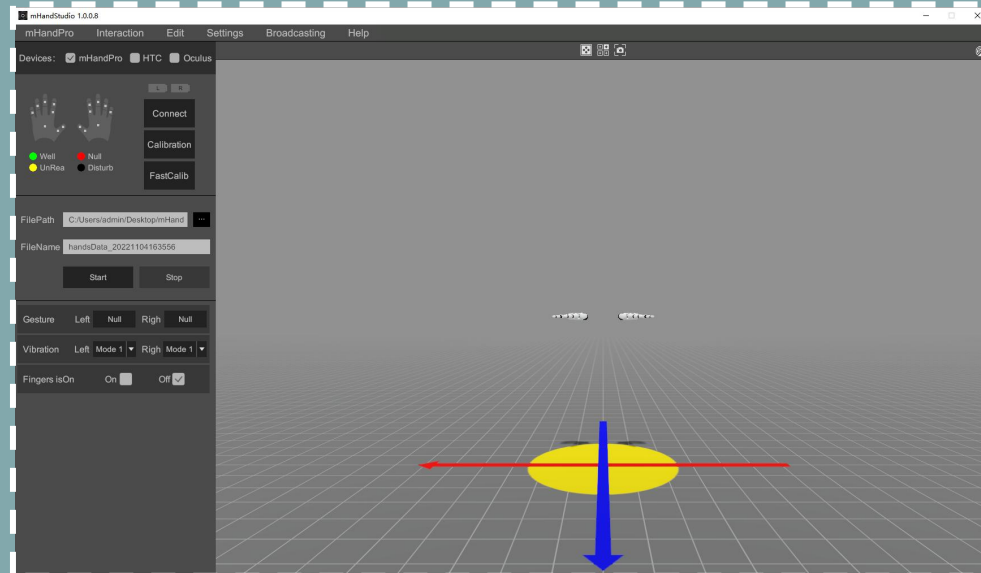 mHandStudio 1.0.0.8
mHandPro Interaction Edit Settings Broadcasting Help
Devices: mHandPro HTC Oculus
L R
Connect
Calibration
Well Null
UnRea Disturb
FastCalib
FilePath C:/Users/admin/Desktop/mHand ...
FileName handsData_20221104163556
Start Stop
Gesture Left Null Righ Null
Vibration Left Mode 1 Righ Mode 1
Fingers isOn On Off